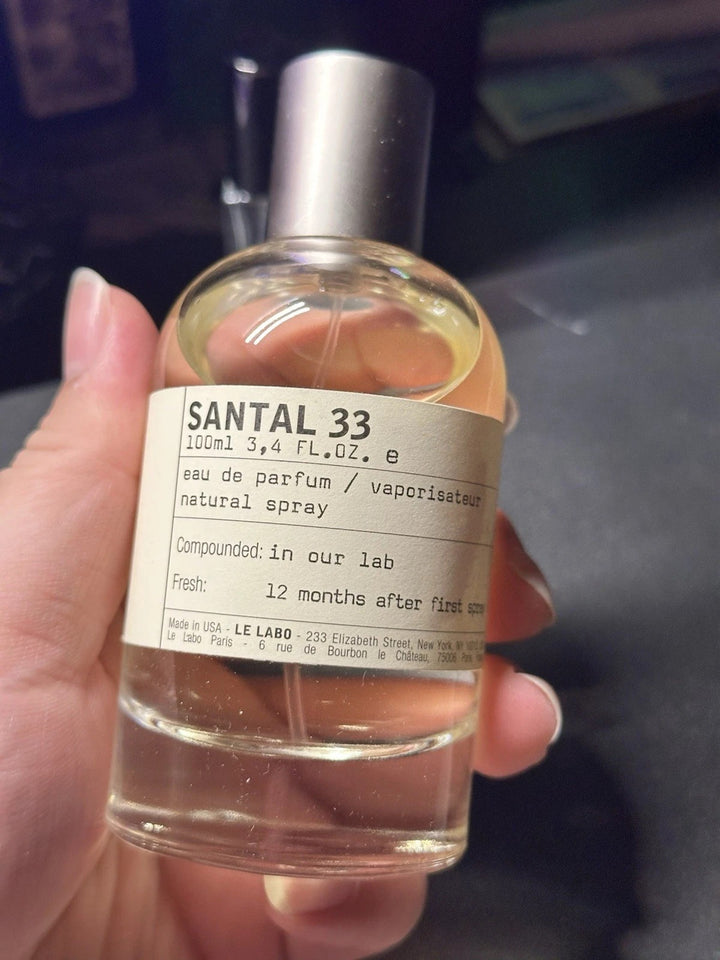 SANTAL 33
100ml 3,4 FL.OZ. e
eau de parfum / vaporisateur
natural spray
Compounded: in our lab
Fresh: 12 months after first spray
Made in USA - LE LABO - 233 Elizabeth Street, New York, NY
Le Labo Paris - 6 rue de Bourbon le Château, 75006 Paris